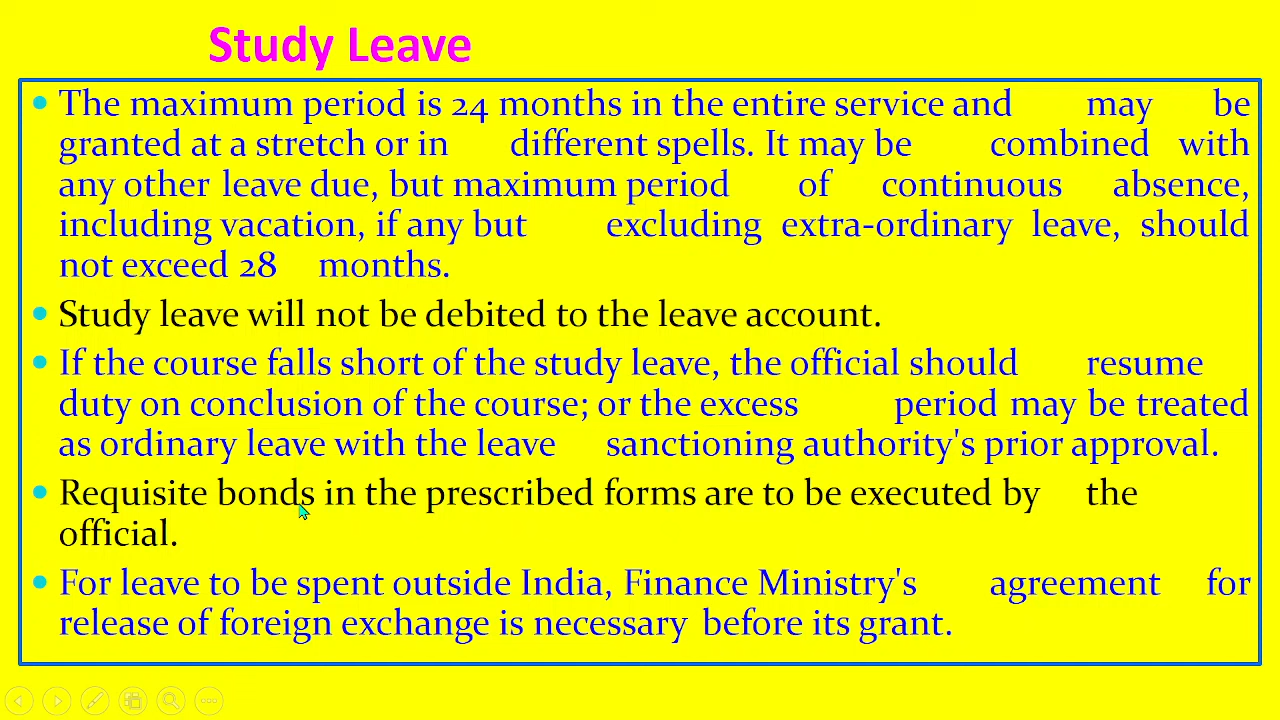 Study Leave
• The maximum period is 24 months in the entire service and may be
granted at a stretch or in different spells. It may be combined with
any other leave due, but maximum period of continuous absence,
including vacation, if any but excluding extra-ordinary leave, should
not exceed 28 months.
• Study leave will not be debited to the leave account.
• If the course falls short of the study leave, the official should resume
duty on conclusion of the course; or the excess period may be treated
as ordinary leave with the leave sanctioning authority's prior approval.
• Requisite bonds in the prescribed forms are to be executed by the
official.
• For leave to be spent outside India, Finance Ministry's agreement for
release of foreign exchange is necessary before its grant.